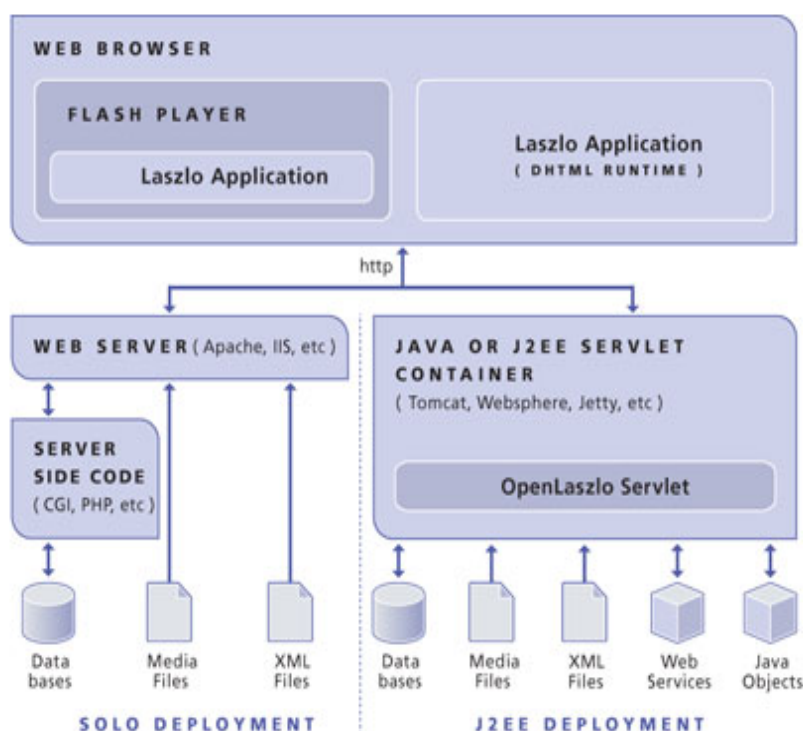 WEB BROWSER
FLASH PLAYER
Laszlo Application
Laszlo Application
( DHTML RUNTIME )
http
WEB SERVER ( Apache, IIS, etc )
SERVER
SIDE CODE
( CGI, PHP, etc )
Data
bases
Media
Files
XML
Files
SOLO DEPLOYMENT
JAVA OR J2EE SERVLET
CONTAINER
( Tomcat, Websphere, Jetty, etc )
OpenLaszlo Servlet
Data
bases
Media
Files
XML
Files
Web
Services
Java
Objects
J2EE DEPLOYMENT